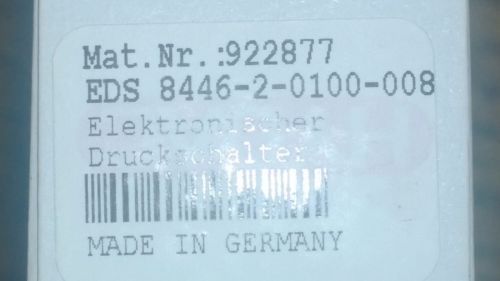 Mat.Nr.:922877
EDS 8446-2-0100-008
Elektronischer
Druckschalter
MADE IN GERMANY